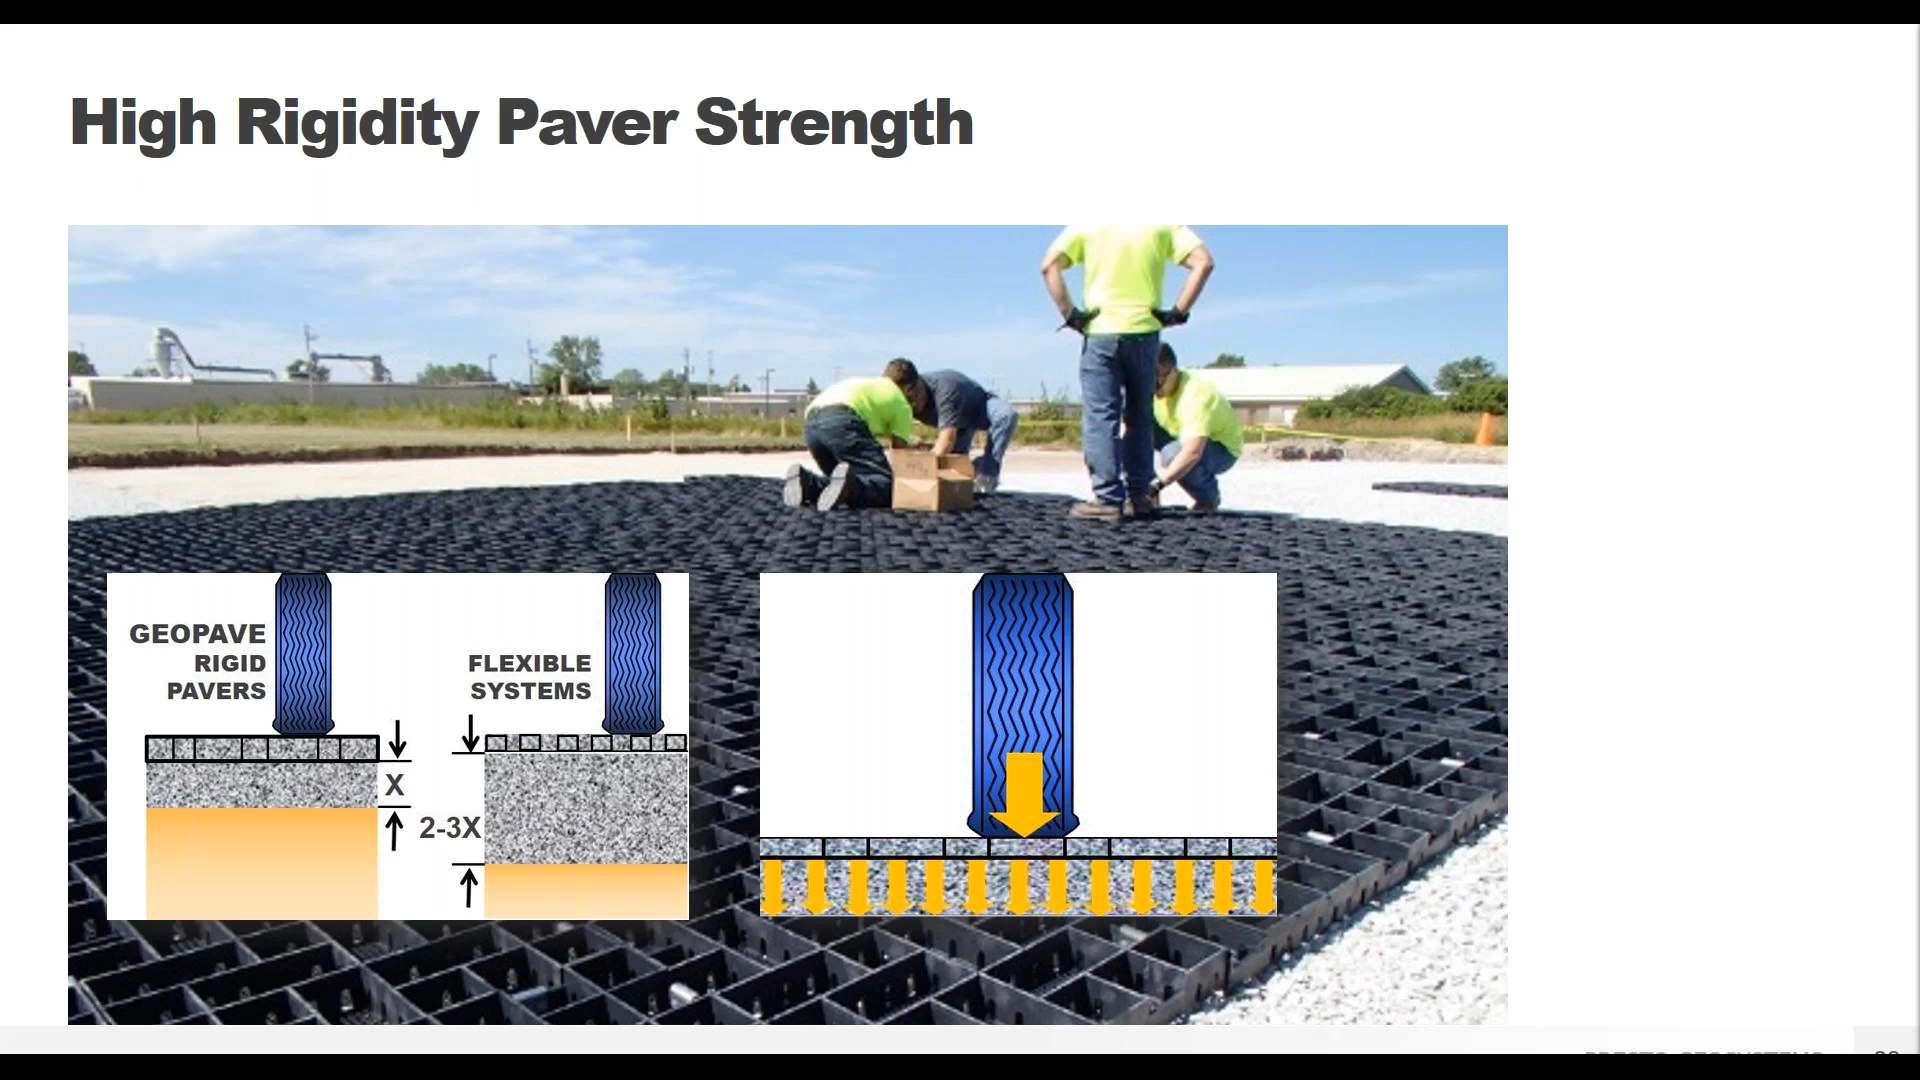 High Rigidity Paver Strength
GEOPAVE
RIGID
PAVERS
FLEXIBLE
SYSTEMS
X
2-3X